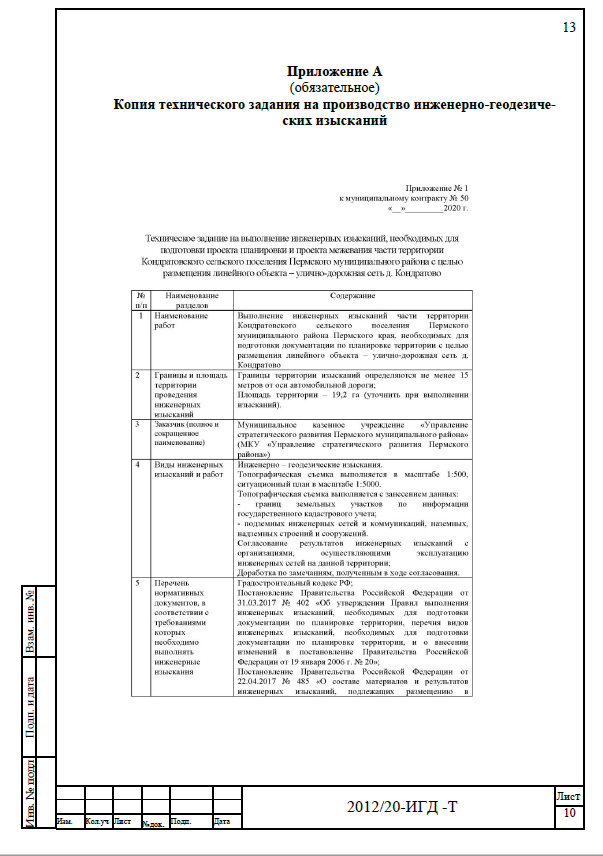 13
Приложение А
(обязательное)
Копия технического задания на производство инженерно-геодезиче-
ских изысканий
Приложение № 1
к муниципальному контракту № 50
«__»_________2020 г.
Техническое задание на выполнение инженерных изысканий, необходимых для
подготовки проекта планировки и проекта межевания части территории
Кондратовского сельского поселения Пермского муниципального района с целью
размещения линейного объекта – улично-дорожная сеть д. Кондратово
№ п/п
Наименование разделов
Содержание
1
Наименование
работ
Выполнение инженерных изысканий части территории
Кондратовского сельского поселения Пермского
муниципального района Пермского края, необходимых для
подготовки документации по планировке территории с целью
размещения линейного объекта – улично-дорожная сеть д.
Кондратово
2
Границы и площадь
территории
проведения
инженерных
изысканий
Границы территории изысканий определяются не менее 15
метров от оси автомобильной дороги;
Площадь территории – 19,2 га (уточнить при выполнении
изысканий).
3
Заказчик (полное и
сокращенное
наименование)
Муниципальное казенное учреждение «Управление
стратегического развития Пермского муниципального района»
(МКУ «Управление стратегического развития Пермского
района»)
4
Виды инженерных
изысканий и работ
Инженерно – геодезические изыскания.
Топографическая съемка выполняется в масштабе 1:500,
ситуационный план в масштабе 1:5000.
Топографическая съемка выполняется с занесением данных:
- границ земельных участков по информации
государственного кадастрового учета;
- подземных инженерных сетей и коммуникаций, наземных,
надземных строений и сооружений.
Согласование результатов инженерных изысканий с
организациями, осуществляющими эксплуатацию
инженерных сетей на данной территории;
Доработка по замечаниям, полученным в ходе согласования.
5
Перечень
нормативных
документов, в
соответствии с
требованиями
которых
необходимо
выполнять
инженерные
изыскания
Градостроительный кодекс РФ;
Постановление Правительства Российской Федерации от
31.03.2017 № 402 «Об утверждении Правил выполнения
инженерных изысканий, необходимых для подготовки
документации по планировке территории, перечня видов
инженерных изысканий, необходимых для подготовки
документации по планировке территории, и о внесении
изменений в постановление Правительства Российской
Федерации от 19 января 2006 г. № 20»;
Постановление Правительства Российской Федерации от
22.04.2017 № 485 «О составе материалов и результатов
инженерных изысканий, подлежащих размещению в
Взам. инв. №
Подп. и дата
Инв. № подл
Изм.
Кол.уч
Лист
№док.
Подп.
Дата
2012/20-ИГД -Т
Лист
10